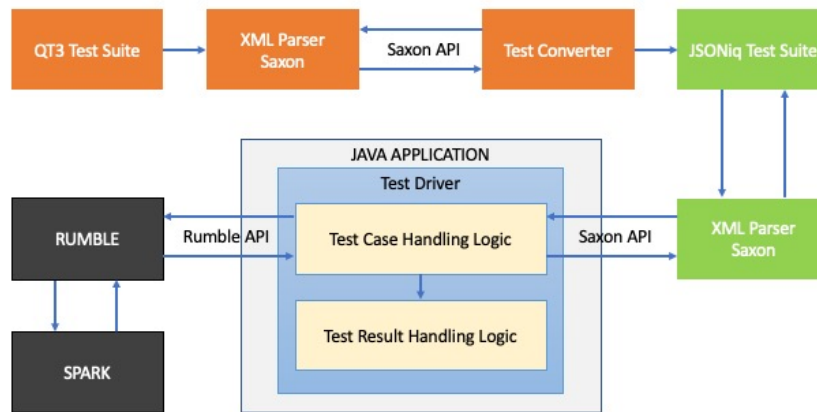 QT3 Test Suite
XML Parser
Saxon
Saxon API
Test Converter
JSONiq Test Suite
JAVA APPLICATION
Test Driver
RUMBLE
Rumble API
Test Case Handling Logic
Saxon API
XML Parser
Saxon
Test Result Handling Logic
SPARK